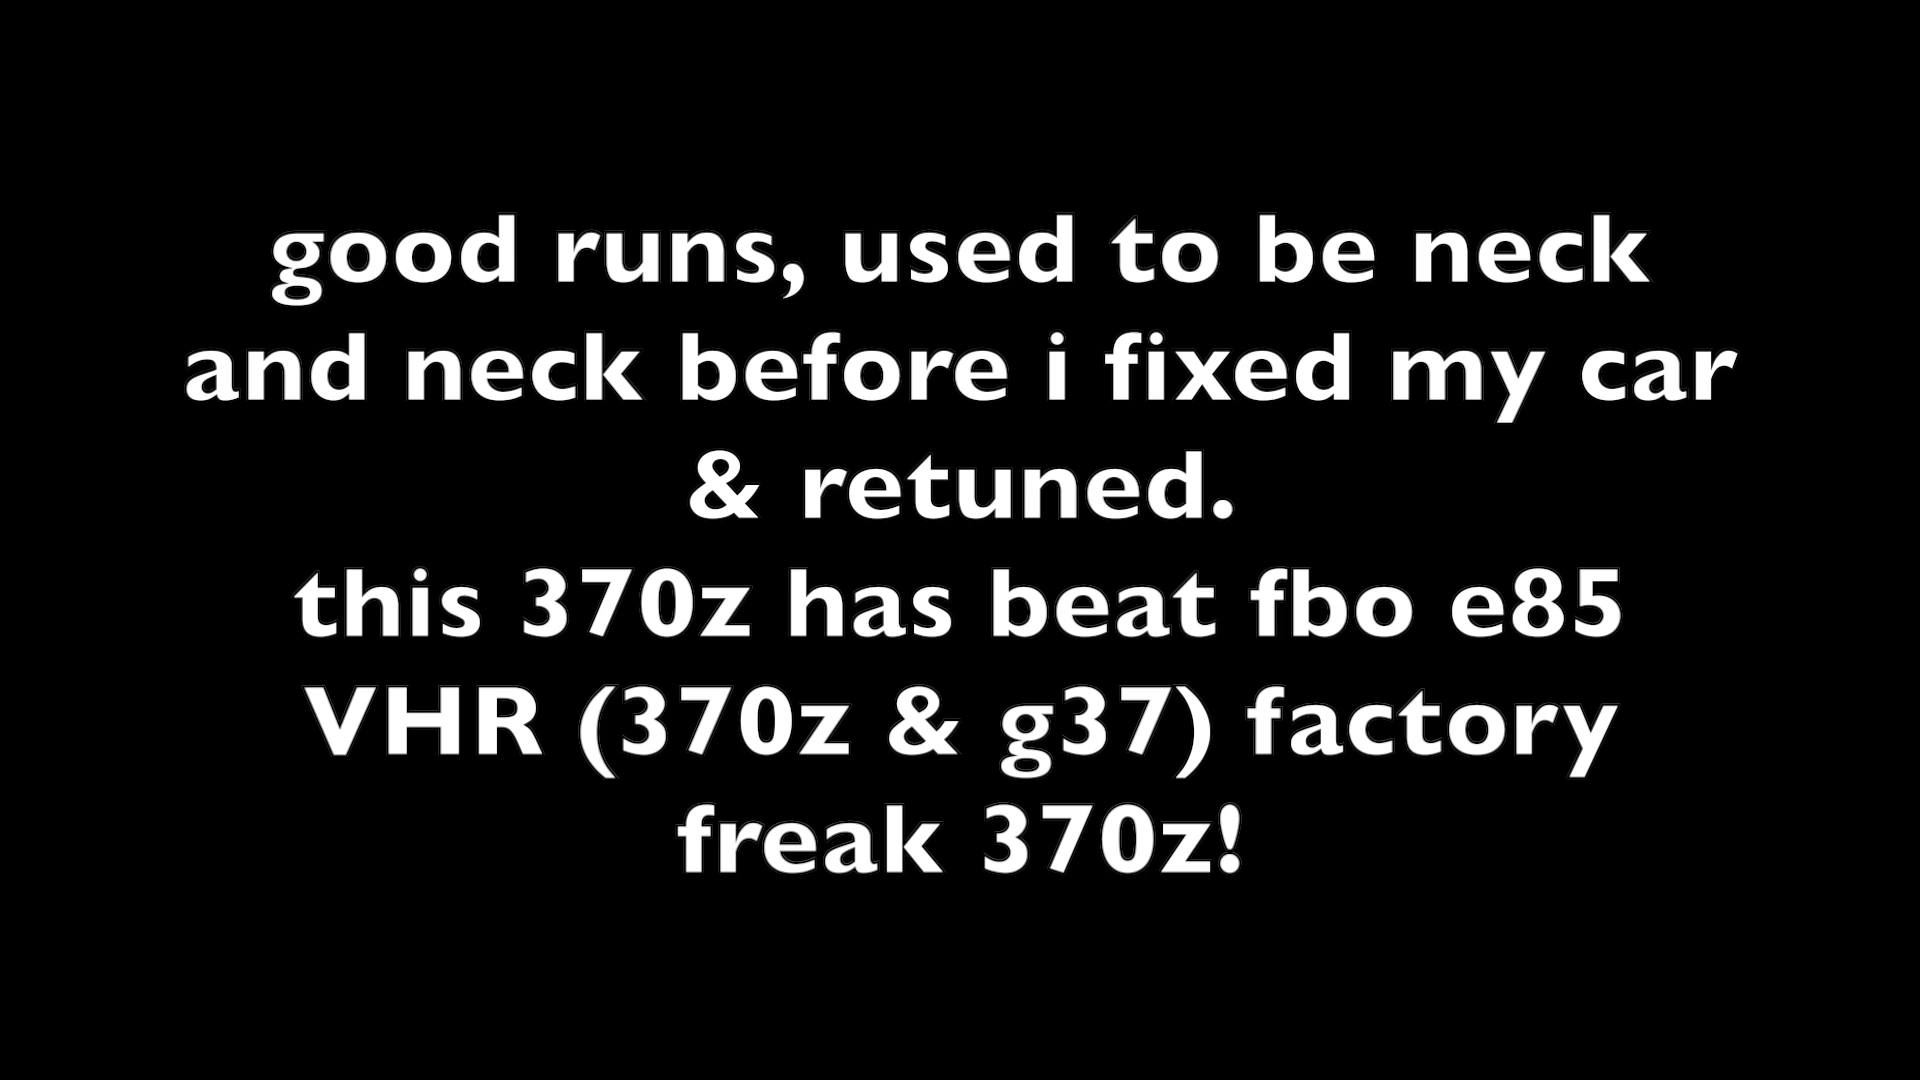 good runs, used to be neck
and neck before i fixed my car
& retuned.
this 370z has beat fbo e85
VHR (370z & g37) factory
freak 370z!